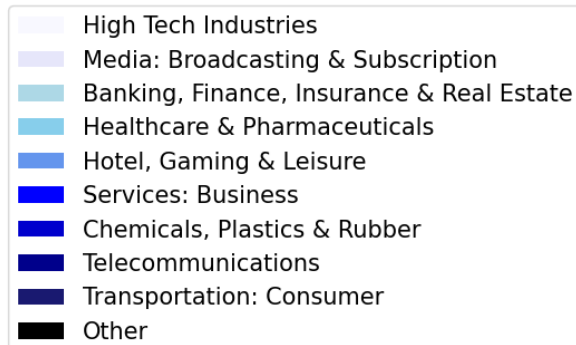 High Tech Industries
Media: Broadcasting & Subscription
Banking, Finance, Insurance & Real Estate
Healthcare & Pharmaceuticals
Hotel, Gaming & Leisure
Services: Business
Chemicals, Plastics & Rubber
Telecommunications
Transportation: Consumer
Other